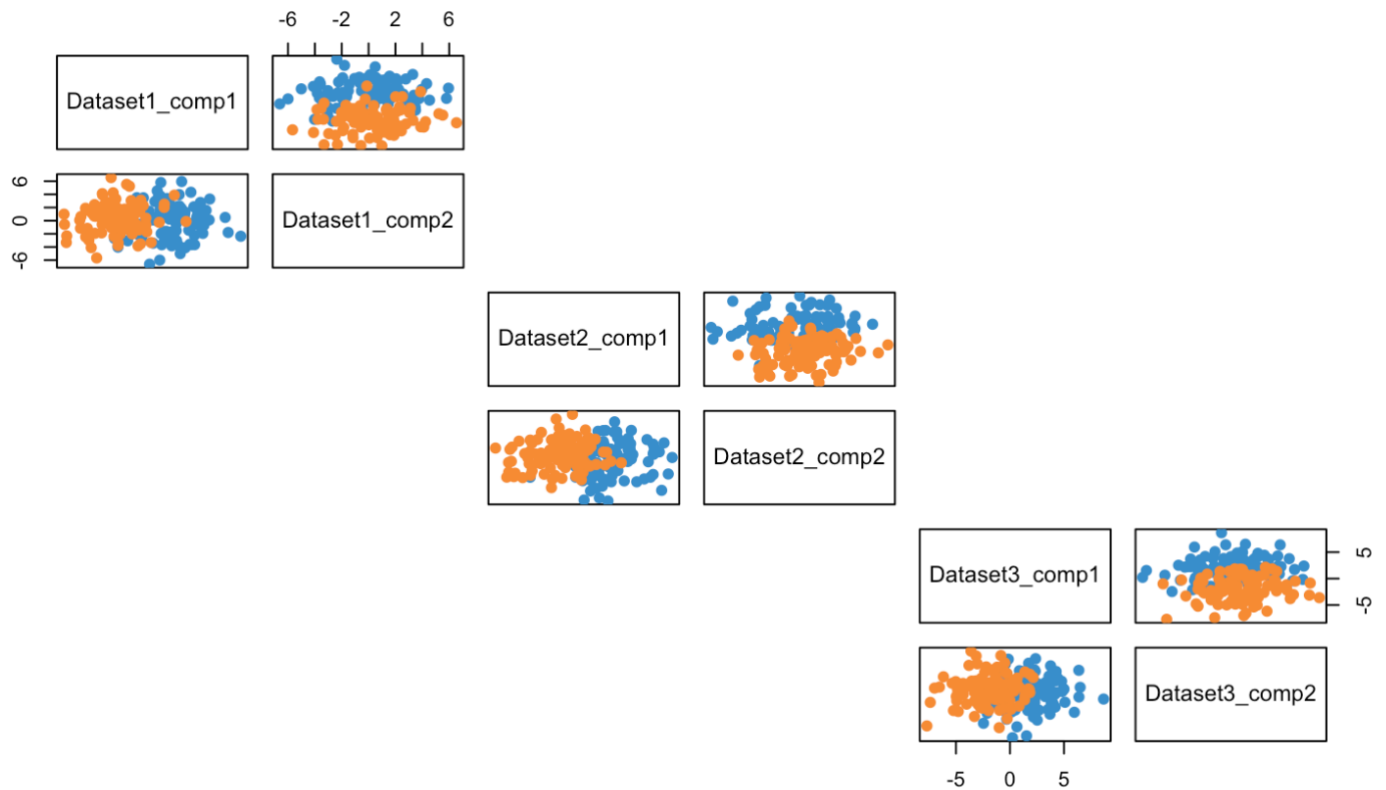 -6 -2 2 6
Dataset1_comp1
6
0
-6
Dataset1_comp2
Dataset2_comp1
Dataset2_comp2
Dataset3_comp1
5
-5
Dataset3_comp2
-5 0 5